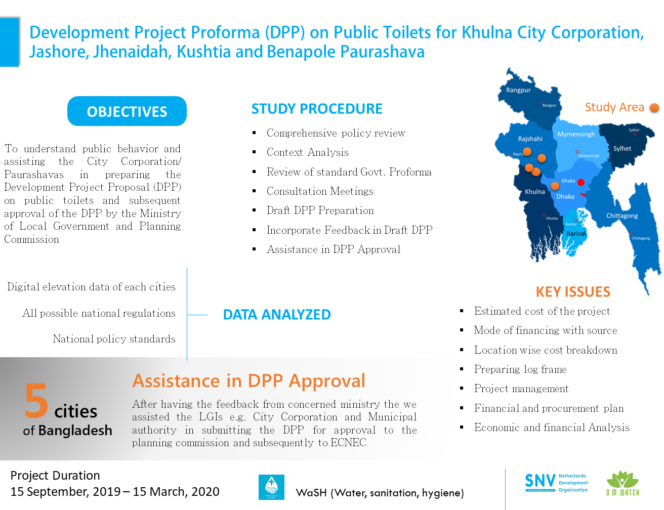 Development Project Proforma (DPP) on Public Toilets for Khulna City Corporation,
Jashore, Jhenaidah, Kushtia and Benapole Paurashava
OBJECTIVES
To understand public behavior and
assisting the City Corporation/
Paurashavas in preparing the
Development Project Proposal (DPP)
on public toilets and subsequent
approval of the DPP by the Ministry
of Local Government and Planning
Commission
STUDY PROCEDURE
▪ Comprehensive policy review
▪ Context Analysis
▪ Review of standard Govt. Proforma
▪ Consultation Meetings
▪ Draft DPP Preparation
▪ Incorporate Feedback in Draft DPP
▪ Assistance in DPP Approval
Study Area
Rangpur
Rangpur
Rajshahi
Mymensingh
Mymensingh
Sylhet
Sylhet
Dhaka
Dhaka
Khulna
Khulna
Barisal
Chittagong
Chittagong
Digital elevation data of each cities
All possible national regulations
National policy standards
DATA ANALYZED
KEY ISSUES
▪ Estimated cost of the project
▪ Mode of financing with source
▪ Location wise cost breakdown
▪ Preparing log frame
▪ Project management
▪ Financial and procurement plan
▪ Economic and financial Analysis
5 cities
of Bangladesh
Assistance in DPP Approval
After having the feedback from concerned ministry the we
assisted the LGIs e.g. City Corporation and Municipal
authority in submitting the DPP for approval to the
planning commission and subsequently to ECNEC
Project Duration
15 September, 2019 – 15 March, 2020
WaSH (Water, sanitation, hygiene)
SNV
Netherlands
Development
Organization
D M WATCH